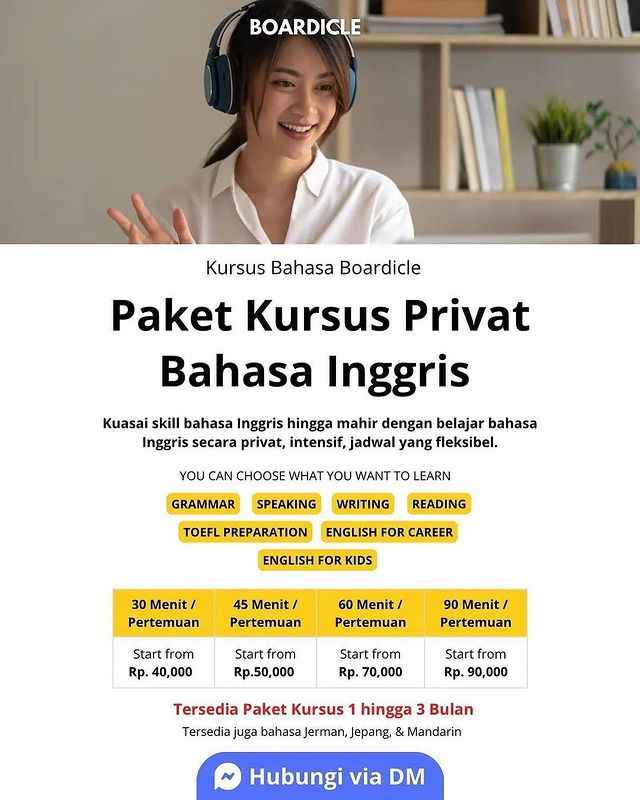 BOARDICLE
Kursus Bahasa Boardicle
Paket Kursus Privat
Bahasa Inggris
Kuasai skill bahasa Inggris hingga mahir dengan belajar bahasa
Inggris secara privat, intensif, jadwal yang fleksibel.
YOU CAN CHOOSE WHAT YOU WANT TO LEARN
GRAMMAR SPEAKING WRITING READING
TOEFL PREPARATION ENGLISH FOR CAREER
ENGLISH FOR KIDS
30 Menit / 45 Menit / 60 Menit / 90 Menit /
Pertemuan Pertemuan Pertemuan Pertemuan
Start from Start from Start from Start from
Rp. 40,000 Rp.50,000 Rp. 70,000 Rp. 90,000
Tersedia Paket Kursus 1 hingga 3 Bulan
Tersedia juga bahasa Jerman, Jepang, & Mandarin
Hubungi via DM